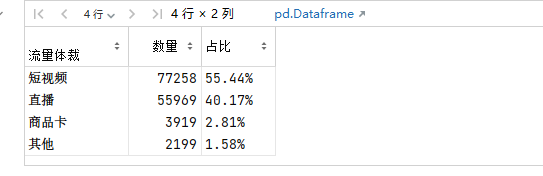 4 行 4 行 × 2 列 pd.Dataframe
流量体裁 数量 占比
短视频 77258 55.44%
直播 55969 40.17%
商品卡 3919 2.81%
其他 2199 1.58%